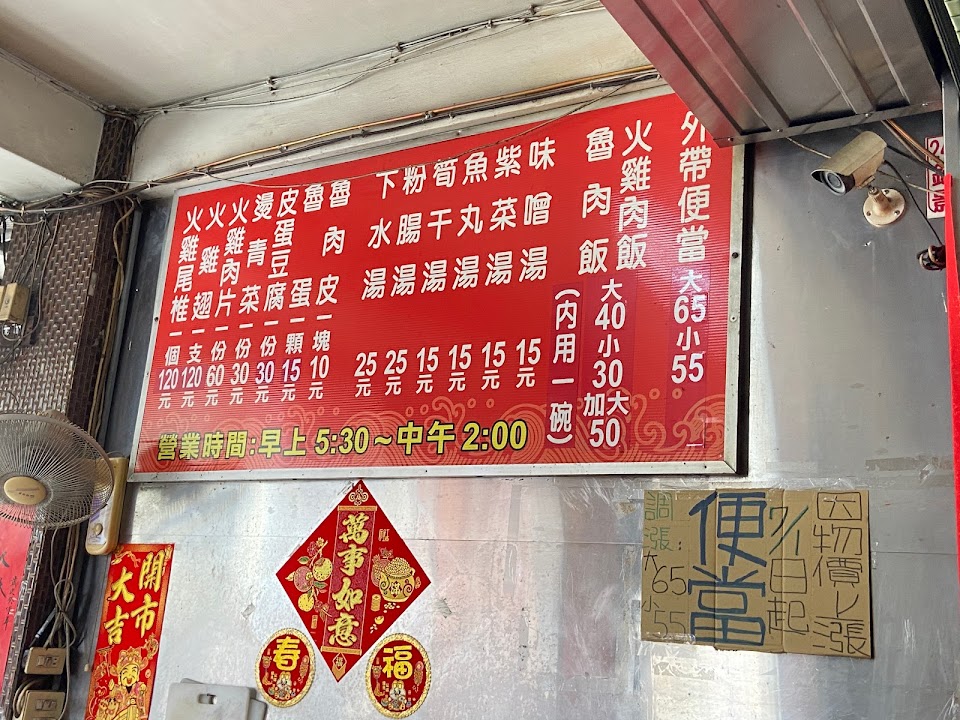 外帶便當 大65小55
火雞肉飯 大40小30加大50
魯肉飯 (內用一碗)
味噌湯 15元
紫菜湯 15元
魚丸湯 15元
筍干湯 15元
粉腸湯 25元
下水湯 25元
魯肉皮一塊10元
魯蛋一顆15元
皮蛋豆腐一份30元
燙青菜一份30元
火雞肉片一份60元
火雞翅一支120元
火雞尾椎一個120元
營業時間:早上 5:30~中午 2:00
因物價上漲
7/1日起
便當
調漲:大65小55
萬事如意
春
福
開市
大吉